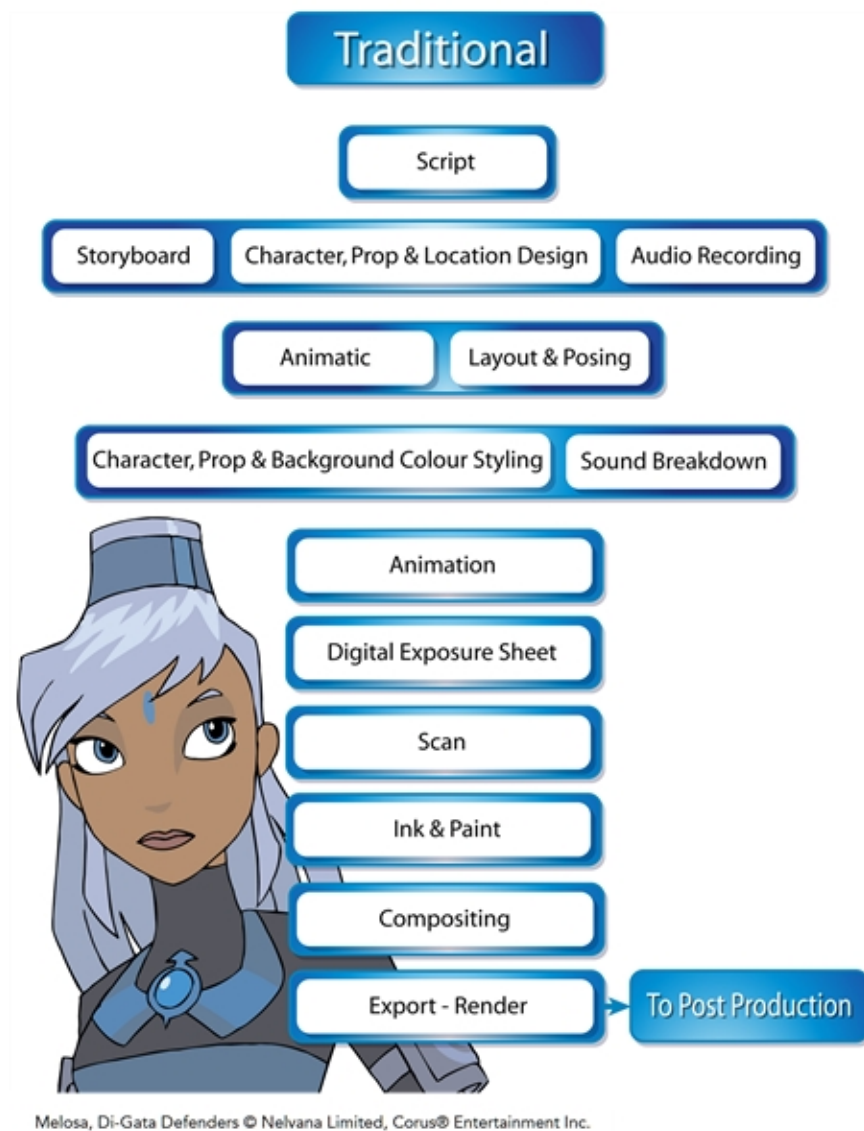 Traditional
Script
Storyboard
Character, Prop & Location Design
Audio Recording
Animatic
Layout & Posing
Character, Prop & Background Colour Styling
Sound Breakdown
Animation
Digital Exposure Sheet
Scan
Ink & Paint
Compositing
Export - Render
To Post Production
Melosa, Di-Gata Defenders © Nelvana Limited, Corus® Entertainment Inc.